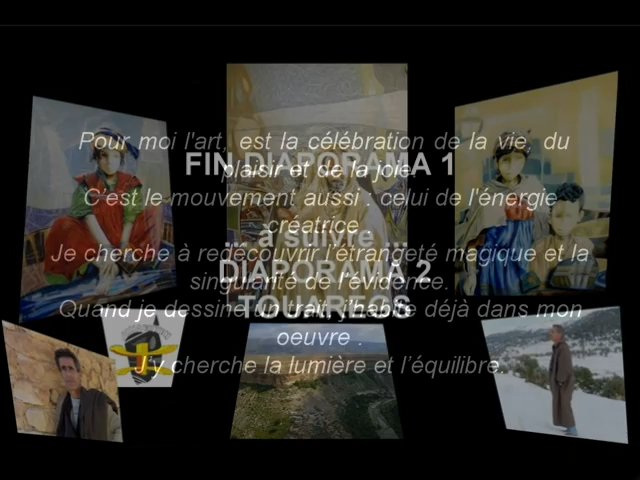 Pour moi l'art, est la célébration de la vie, du
plaisir et de la joie.
C'est le mouvement aussi : celui de l'énergie
créatrice .
Je cherche à redécouvrir l'étrangeté magique et la
singularité de l'évidence.
Quand je dessine un trait, j'habite déjà dans mon
oeuvre .
J'y cherche la lumière et l'équilibre.
FIN DIAPORAMA 1
... à suivre ...
DIAPORAMA 2
TOUAREGS